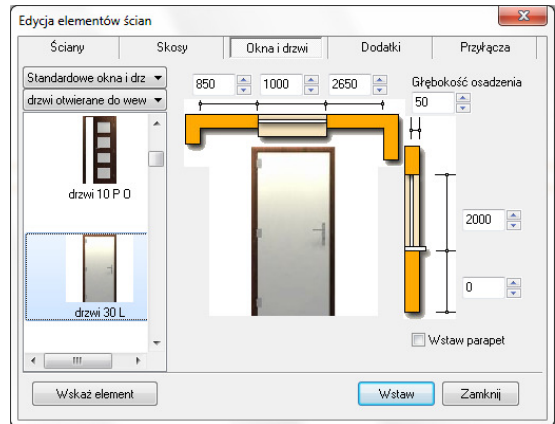 Edycja elementów ścian
Ściany Skosy Okna i drzwi Dodatki Przyłącza
Standardowe okna i drz
drzwi otwierane do wew
850 1000 2650 Głębokość osadzenia
50
drzwi 10 P O
2000
drzwi 30 L
0
Wstaw parapet
Wskaż element Wstaw Zamknij